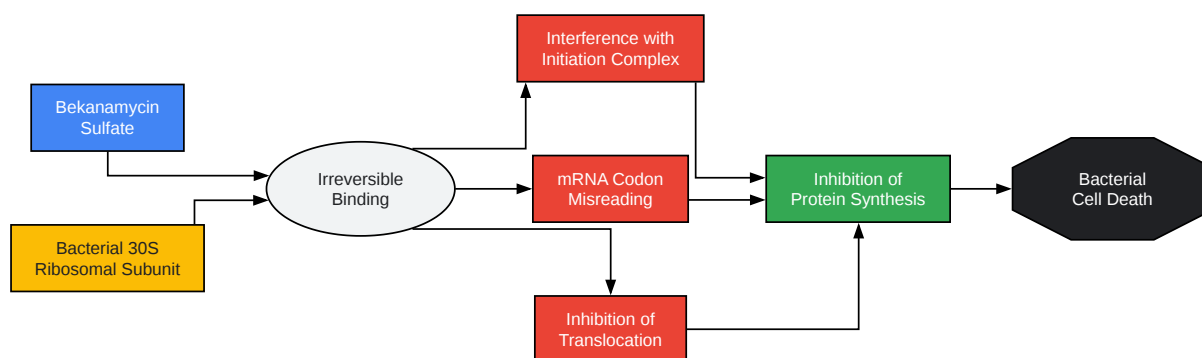 Bekanamycin
Sulfate
Bacterial 30S
Ribosomal Subunit
Irreversible
Binding
Interference with
Initiation Complex
mRNA Codon
Misreading
Inhibition of
Translocation
Inhibition of
Protein Synthesis
Bacterial
Cell Death